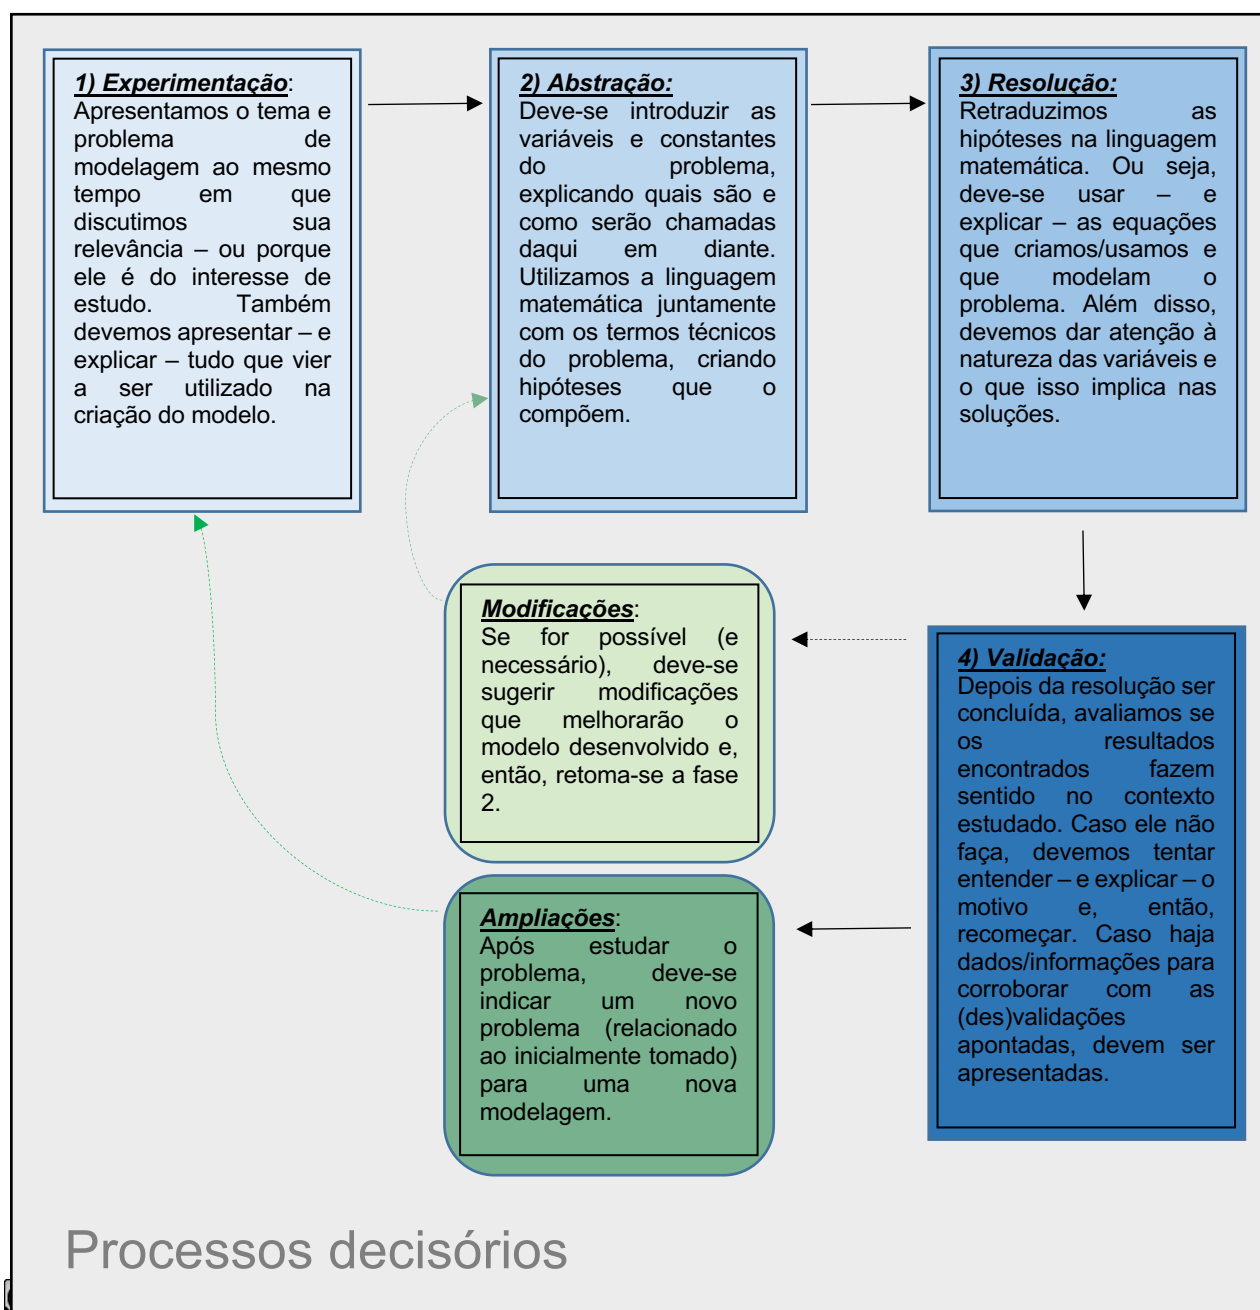 1) Experimentação:
Apresentamos o tema e
problema de
modelagem ao mesmo
tempo em que
discutimos sua
relevância – ou porque
ele é do interesse de
estudo. Também
devemos apresentar – e
explicar – tudo que vier
a ser utilizado na
criação do modelo.
2) Abstração:
Deve-se introduzir as
variáveis e constantes
do problema,
explicando quais são e
como serão chamadas
daqui em diante.
Utilizamos a linguagem
matemática juntamente
com os termos técnicos
do problema, criando
hipóteses que o
compõem.
3) Resolução:
Retraduzimos as
hipóteses na linguagem
matemática. Ou seja,
deve-se usar – e
explicar – as equações
que criamos/usamos e
que modelam o
problema. Além disso,
devemos dar atenção à
natureza das variáveis e
o que isso implica nas
soluções.
4) Validação:
Depois da resolução ser
concluída, avaliamos se
os resultados
encontrados fazem
sentido no contexto
estudado. Caso ele não
faça, devemos tentar
entender – e explicar – o
motivo e, então,
recomeçar. Caso haja
dados/informações para
corroborar com as
(des)validações
apontadas, devem ser
apresentadas.
Modificações:
Se for possível (e
necessário), deve-se
sugerir modificações
que melhorarão o
modelo desenvolvido e,
então, retoma-se a fase
2.
Ampliações:
Após estudar o
problema, deve-se
indicar um novo
problema (relacionado
ao inicialmente tomado)
para uma nova
modelagem.
Processos decisórios